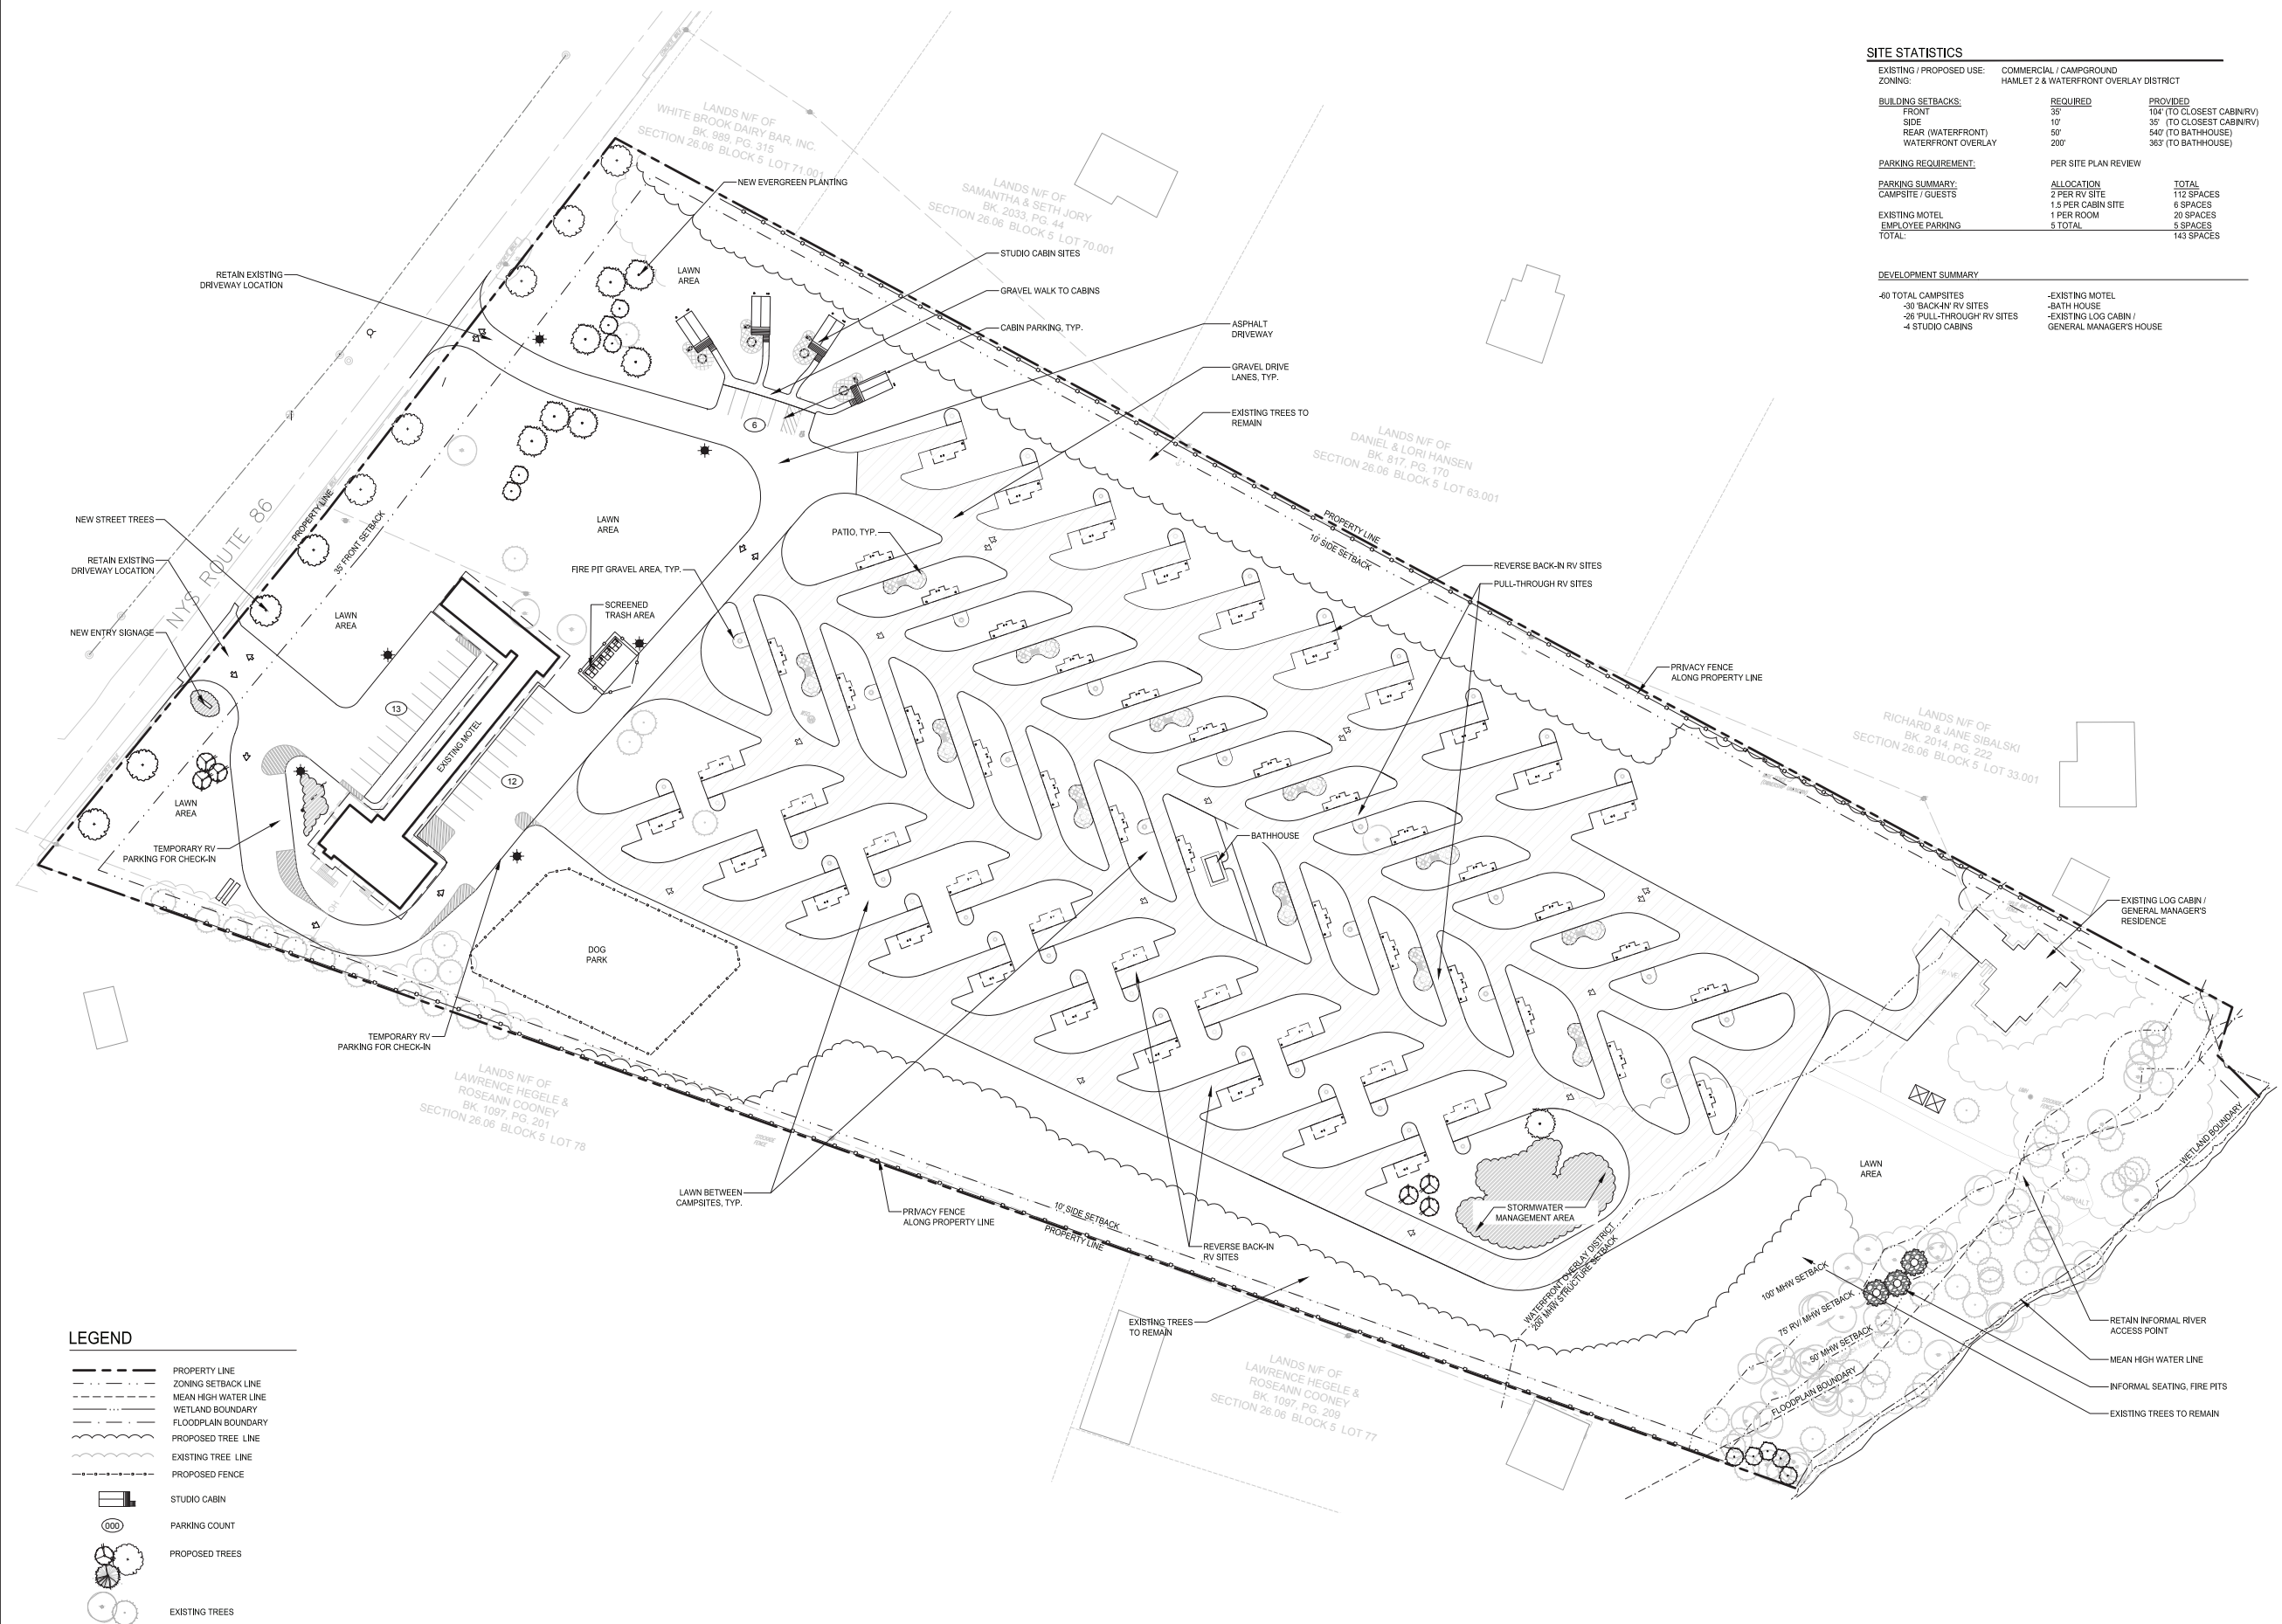 SITE STATISTICS
EXISTING / PROPOSED USE: COMMERCIAL / CAMPGROUND
ZONING: HAMLET 2 & WATERFRONT OVERLAY DISTRICT
BUILDING SETBACKS: REQUIRED PROVIDED
FRONT 35' 104' (TO CLOSEST CABIN/RV)
SIDE 10' 35' (TO CLOSEST CABIN/RV)
REAR (WATERFRONT) 50' 540' (TO BATHHOUSE)
WATERFRONT OVERLAY 200' 363' (TO BATHHOUSE)
PARKING REQUIREMENT: PER SITE PLAN REVIEW
PARKING SUMMARY: ALLOCATION TOTAL
CAMPSITE / GUESTS 2 PER RV SITE 112 SPACES
1.5 PER CABIN SITE 6 SPACES
EXISTING MOTEL 1 PER ROOM 20 SPACES
EMPLOYEE PARKING 5 TOTAL 5 SPACES
TOTAL: 143 SPACES
DEVELOPMENT SUMMARY
-60 TOTAL CAMPSITES -EXISTING MOTEL
-30 'BACK-IN' RV SITES -BATH HOUSE
-26 'PULL-THROUGH' RV SITES -EXISTING LOG CABIN /
-4 STUDIO CABINS GENERAL MANAGER'S HOUSE
LANDS N/F OF
WHITE BROOK DAIRY BAR, INC.
BK. 989, PG. 315
SECTION 26.06 BLOCK 5 LOT 71.001
NEW EVERGREEN PLANTING
LANDS N/F OF
SAMANTHA & SETH JORY
BK. 2033, PG. 44
SECTION 26.06 BLOCK 5 LOT 70.001
RETAIN EXISTING
DRIVEWAY LOCATION
LAWN
AREA
STUDIO CABIN SITES
GRAVEL WALK TO CABINS
CABIN PARKING, TYP.
ASPHALT
DRIVEWAY
GRAVEL DRIVE
LANES, TYP.
EXISTING TREES TO
REMAIN
6
LANDS N/F OF
DANIEL & LORI HANSEN
BK. 817, PG. 170
SECTION 26.06 BLOCK 5 LOT 63.001
NYS ROUTE 86
PROPERTY LINE
35' FRONT SETBACK
NEW STREET TREES
RETAIN EXISTING
DRIVEWAY LOCATION
NEW ENTRY SIGNAGE
LAWN
AREA
LAWN
AREA
PATIO, TYP.
FIRE PIT GRAVEL AREA, TYP.
SCREENED
TRASH AREA
PROPERTY LINE
10' SIDE SETBACK
REVERSE BACK-IN RV SITES
PULL-THROUGH RV SITES
PRIVACY FENCE
ALONG PROPERTY LINE
LANDS N/F OF
RICHARD & JANE SIBALSKI
BK. 2014, PG. 222
SECTION 26.06 BLOCK 5 LOT 33.001
13
EXISTING MOTEL
12
LAWN
AREA
TEMPORARY RV
PARKING FOR CHECK-IN
BATHHOUSE
EXISTING LOG CABIN /
GENERAL MANAGER'S
RESIDENCE
DOG
PARK
TEMPORARY RV
PARKING FOR CHECK-IN
LANDS N/F OF
LAWRENCE HEGELE &
ROSEANN COONEY
BK. 1097, PG. 201
SECTION 26.06 BLOCK 5 LOT 78
LAWN BETWEEN
CAMPSITES, TYP.
PRIVACY FENCE
ALONG PROPERTY LINE
10' SIDE SETBACK
PROPERTY LINE
REVERSE BACK-IN
RV SITES
STORMWATER
MANAGEMENT AREA
LAWN
AREA
ASPHALT
WETLAND BOUNDARY
WATERFRONT OVERLAY DISTRICT
200' MHW STRUCTURE SETBACK
100' MHW SETBACK
75' RV/ MHW SETBACK
50' MHW SETBACK
FLOODPLAIN BOUNDARY
EXISTING TREES
TO REMAIN
LANDS N/F OF
LAWRENCE HEGELE &
ROSEANN COONEY
BK. 1097, PG. 209
SECTION 26.06 BLOCK 5 LOT 77
RETAIN INFORMAL RIVER
ACCESS POINT
MEAN HIGH WATER LINE
INFORMAL SEATING, FIRE PITS
EXISTING TREES TO REMAIN
LEGEND
PROPERTY LINE
ZONING SETBACK LINE
MEAN HIGH WATER LINE
WETLAND BOUNDARY
FLOODPLAIN BOUNDARY
PROPOSED TREE LINE
EXISTING TREE LINE
PROPOSED FENCE
STUDIO CABIN
000 PARKING COUNT
PROPOSED TREES
EXISTING TREES